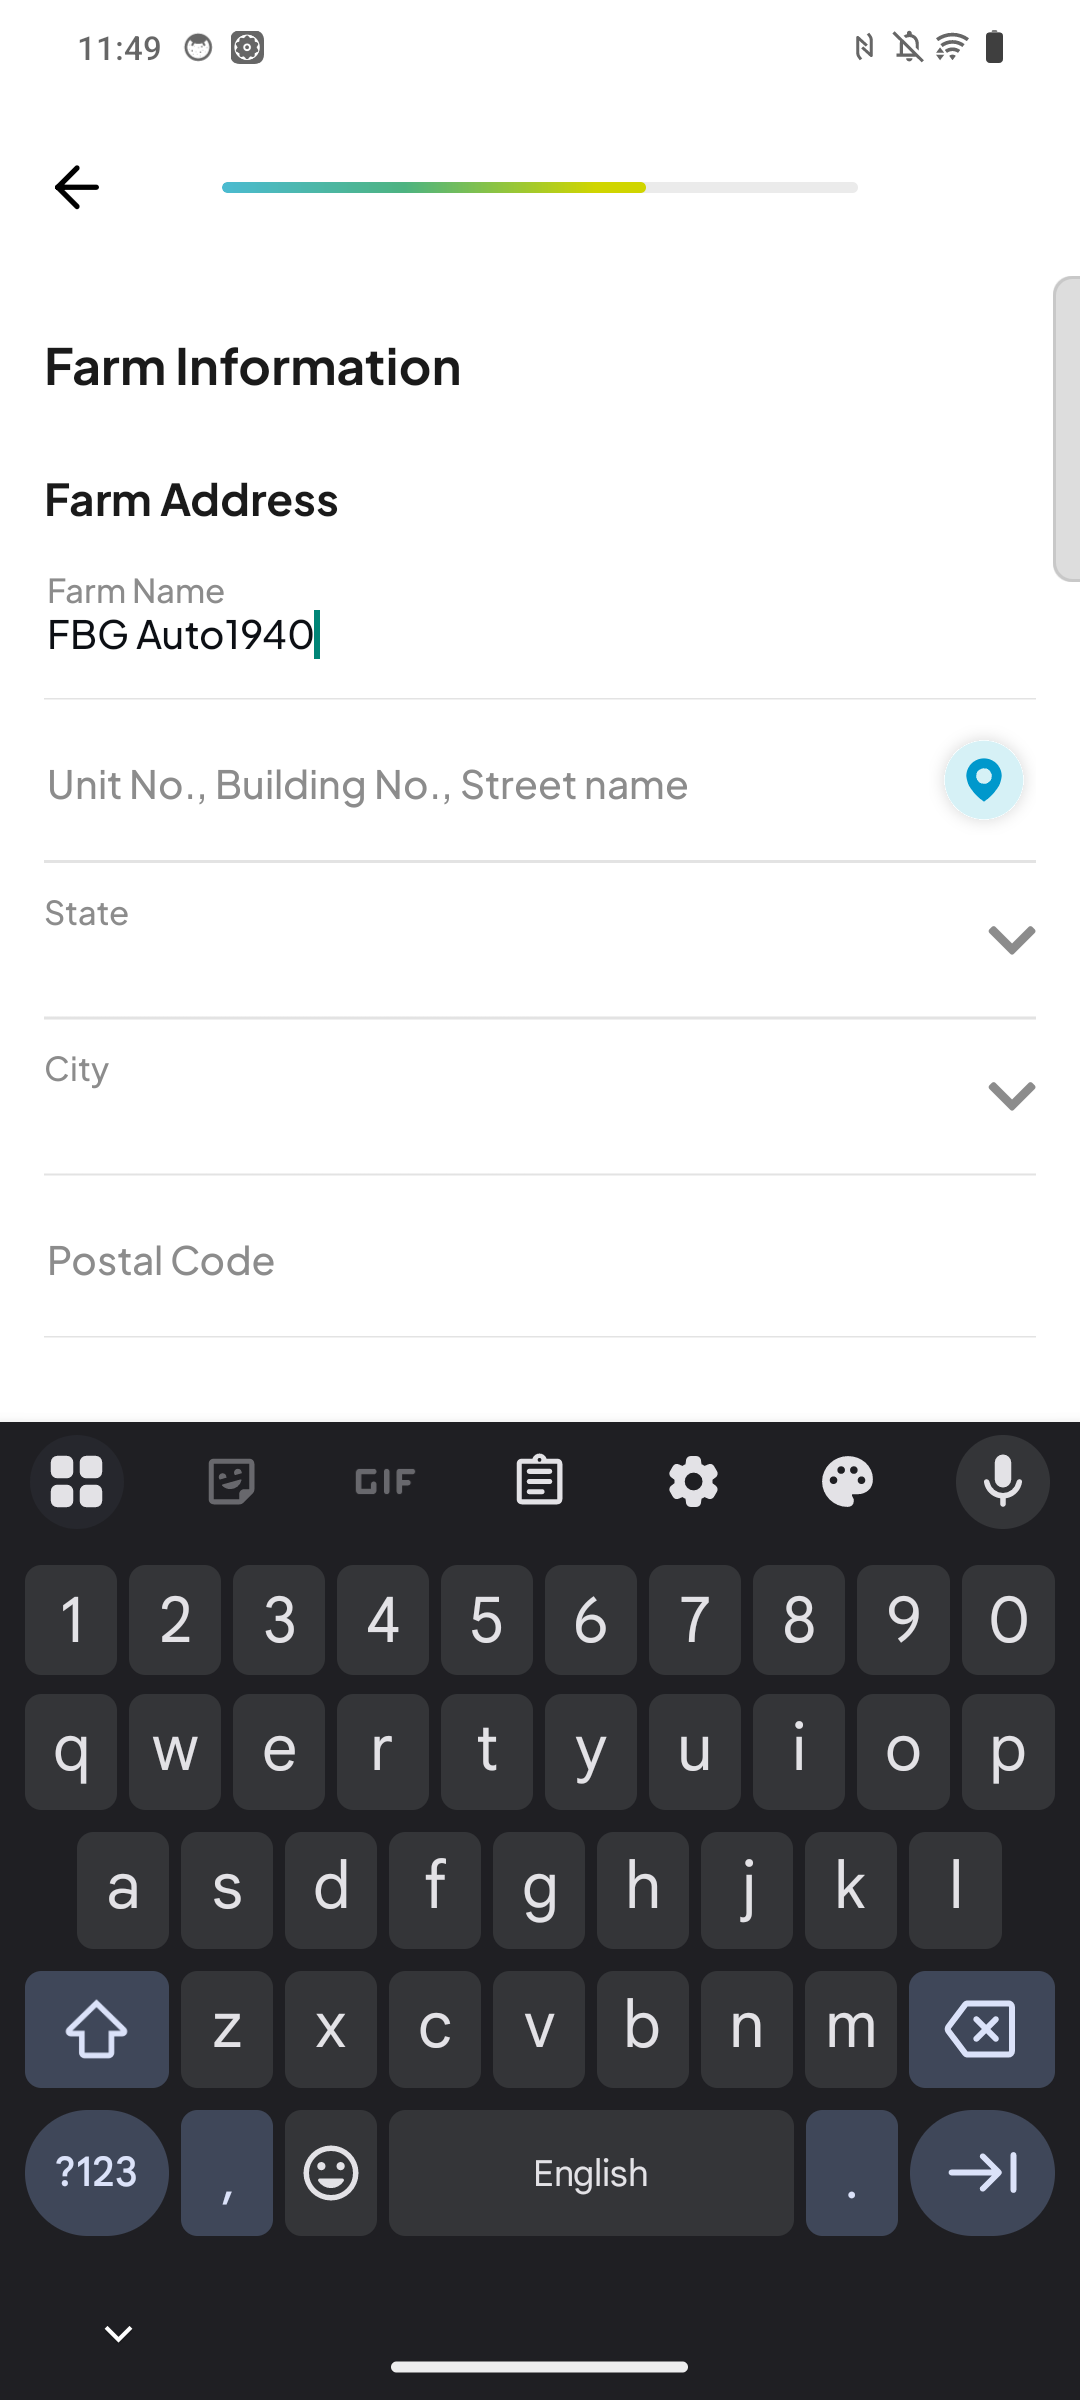 11:49
Farm Information
Farm Address
Farm Name
FBG Auto1940
Unit No., Building No., Street name
State
City
Postal Code
GIF
1 2 3 4 5 6 7 8 9 0
q w e r t y u i o p
a s d f g h j k l
z x c v b n m
?123 , English .